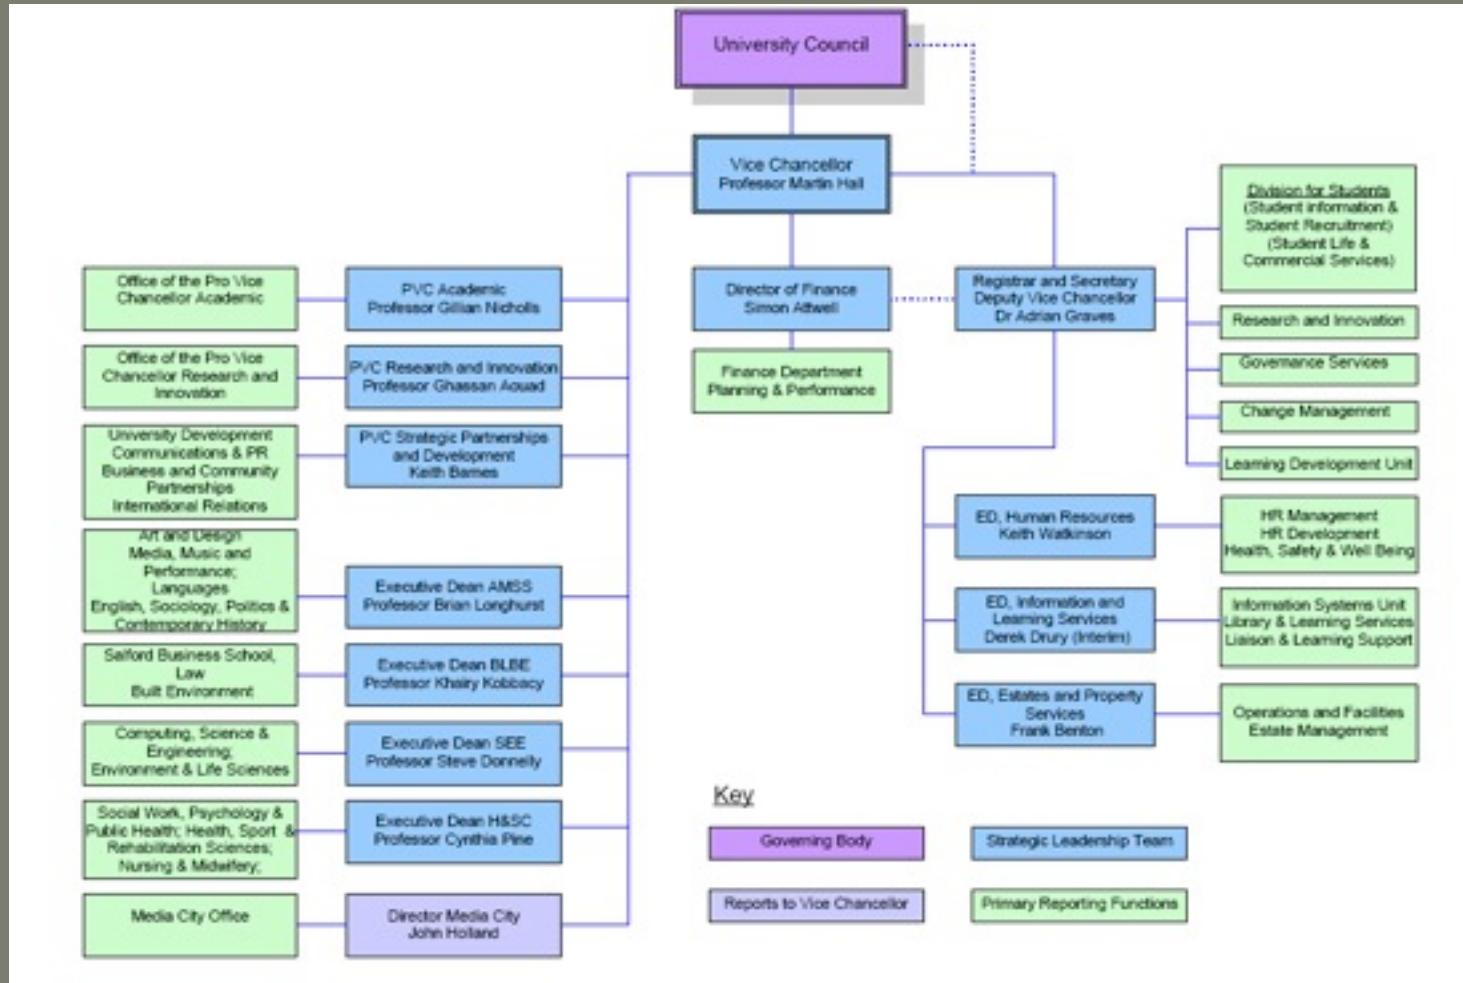 University Council
Vice Chancellor
Professor Martin Hall
Division for Students
(Student information &
Student Recruitment)
(Student Life &
Commercial Services)
Office of the Pro Vice
Chancellor Academic
PVC Academic
Professor Gillian Nicholls
Director of Finance
Simon Attwell
Registrar and Secretary
Deputy Vice Chancellor
Dr Adrian Graves
Research and Innovation
Office of the Pro Vice
Chancellor Research and
Innovation
PVC Research and Innovation
Professor Ghassan Aouad
Finance Department
Planning & Performance
Governance Services
Change Management
Learning Development Unit
University Development
Communications & PR
Business and Community
Partnerships
International Relations
PVC Strategic Partnerships
and Development
Keith Barnes
ED, Human Resources
Keith Watkinson
HR Management
HR Development
Health, Safety & Well Being
Art and Design
Media, Music and
Performance;
Languages
English, Sociology, Politics &
Contemporary History
Executive Dean AMSS
Professor Brian Longhurst
ED, Information and
Learning Services
Derek Drury (Interim)
Information Systems Unit
Library & Learning Services
Liaison & Learning Support
Salford Business School,
Law
Built Environment
Executive Dean BLBE
Professor Khairy Kobbacy
ED, Estates and Property
Services
Frank Benton
Operations and Facilities
Estate Management
Computing, Science &
Engineering;
Environment & Life Sciences
Executive Dean SEE
Professor Steve Donnelly
Social Work, Psychology &
Public Health; Health, Sport &
Rehabilitation Sciences;
Nursing & Midwifery;
Executive Dean H&SC
Professor Cynthia Pine
Media City Office
Director Media City
John Holland
Key
Governing Body
Strategic Leadership Team
Reports to Vice Chancellor
Primary Reporting Functions